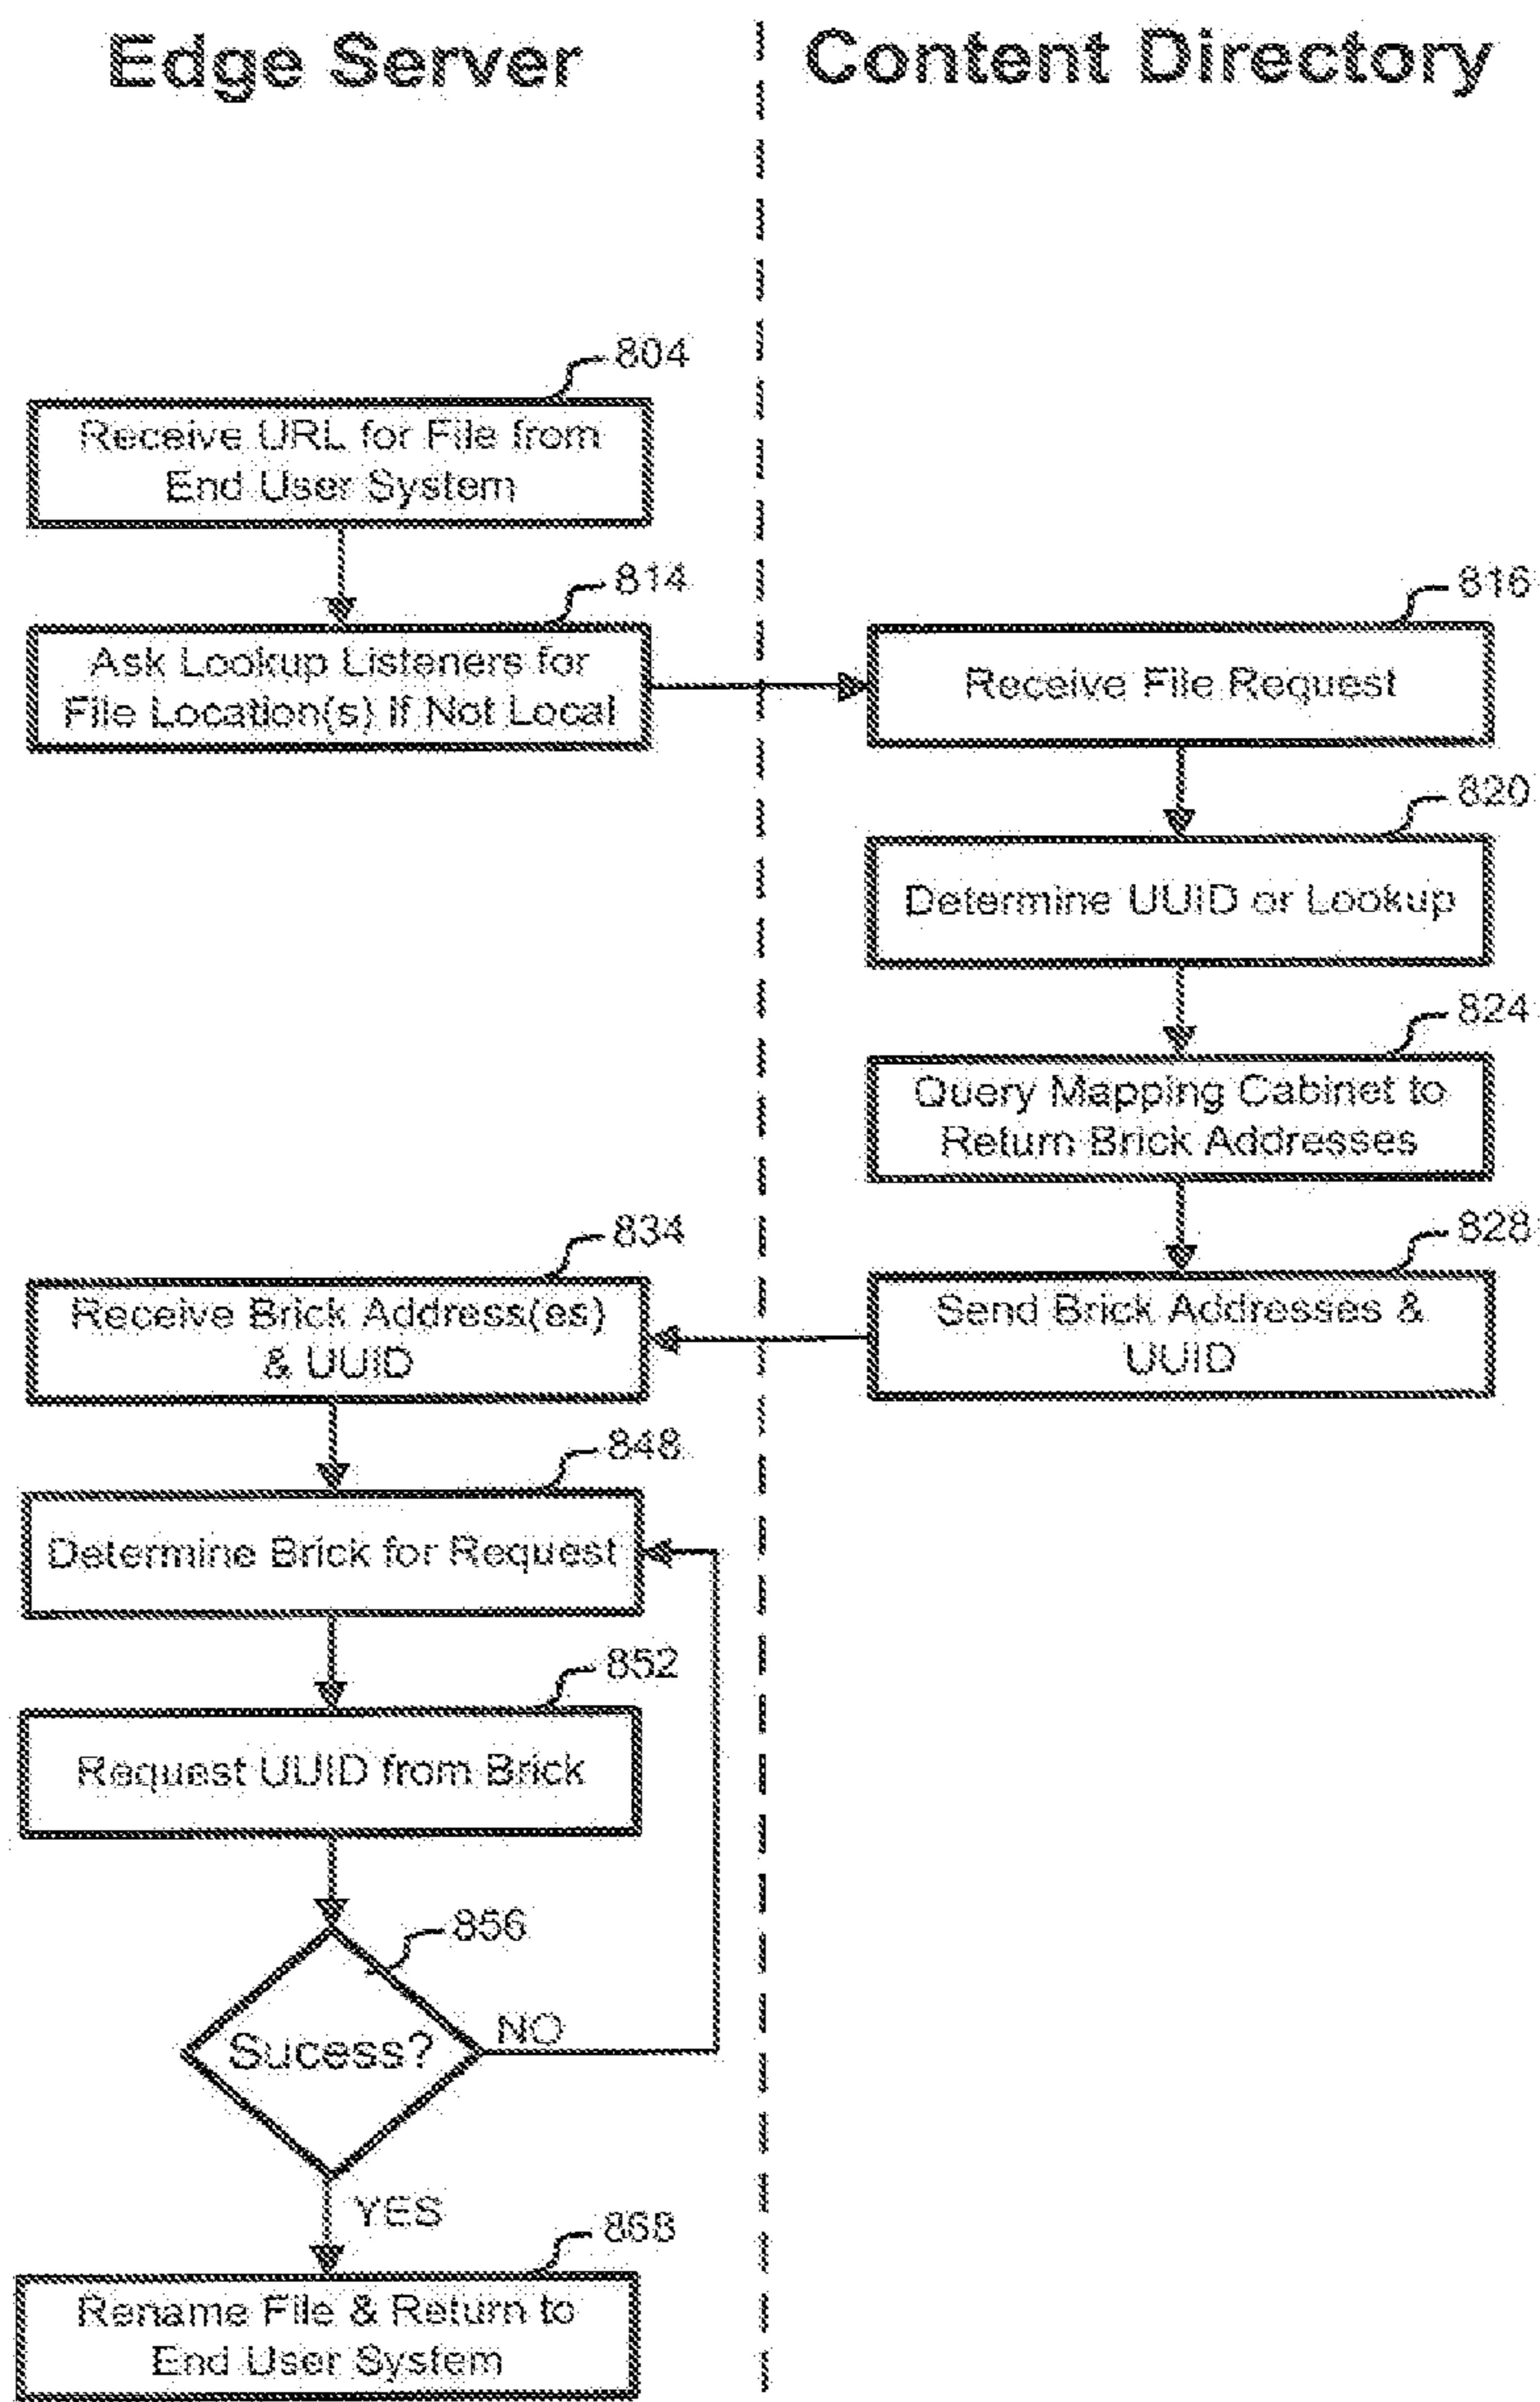 Edge Server
Content Directory
804
Receive URL for File from
End User System
814
Ask Lookup Listeners for
File Location(s) if Not Local
816
Receive File Request
820
Determine UUID or Lookup
824
Query Mapping Cabinet to
Return Brick Addresses
828
Send Brick Addresses &
UUID
834
Receive Brick Address(es)
& UUID
848
Determine Brick for Request
852
Request UUID from Brick
856
Sucess?
NO
YES
868
Rename File & Return to
End User System